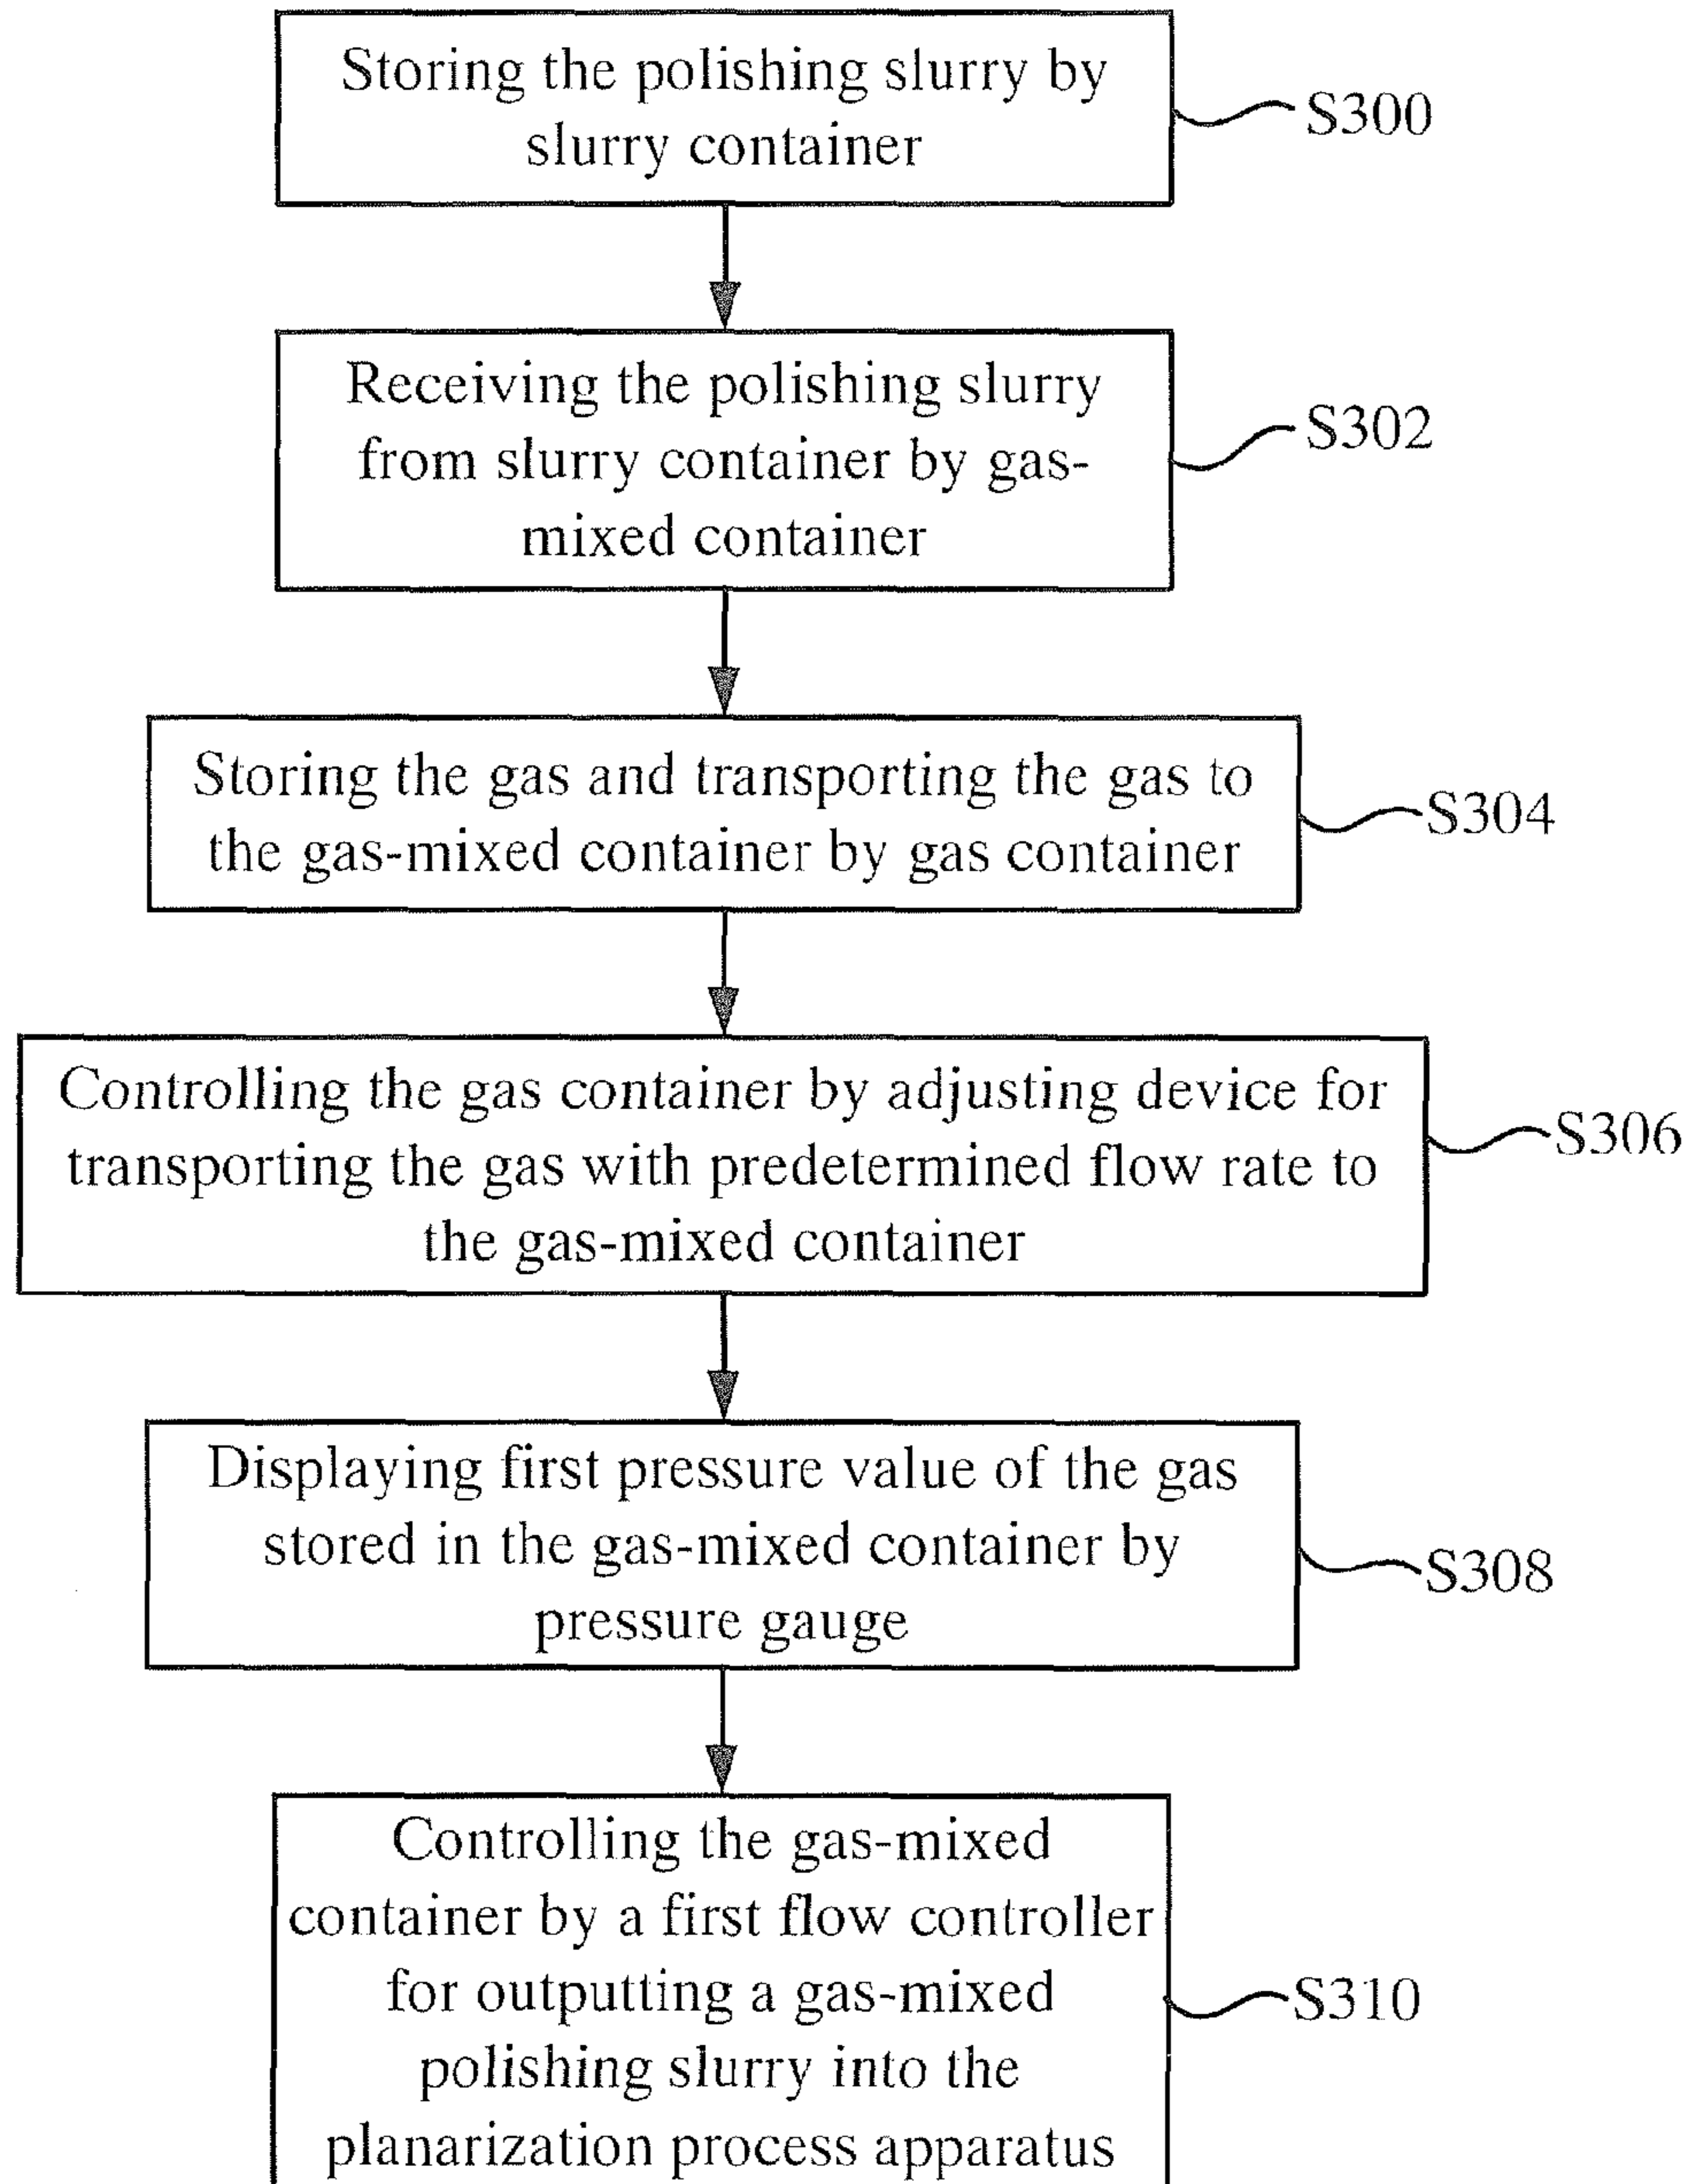 Storing the polishing slurry by
slurry container
S300
Receiving the polishing slurry
from slurry container by gas-
mixed container
S302
Storing the gas and transporting the gas to
the gas-mixed container by gas container
S304
Controlling the gas container by adjusting device for
transporting the gas with predetermined flow rate to
the gas-mixed container
S306
Displaying first pressure value of the gas
stored in the gas-mixed container by
pressure gauge
S308
Controlling the gas-mixed
container by a first flow controller
for outputting a gas-mixed
polishing slurry into the
planarization process apparatus
S310